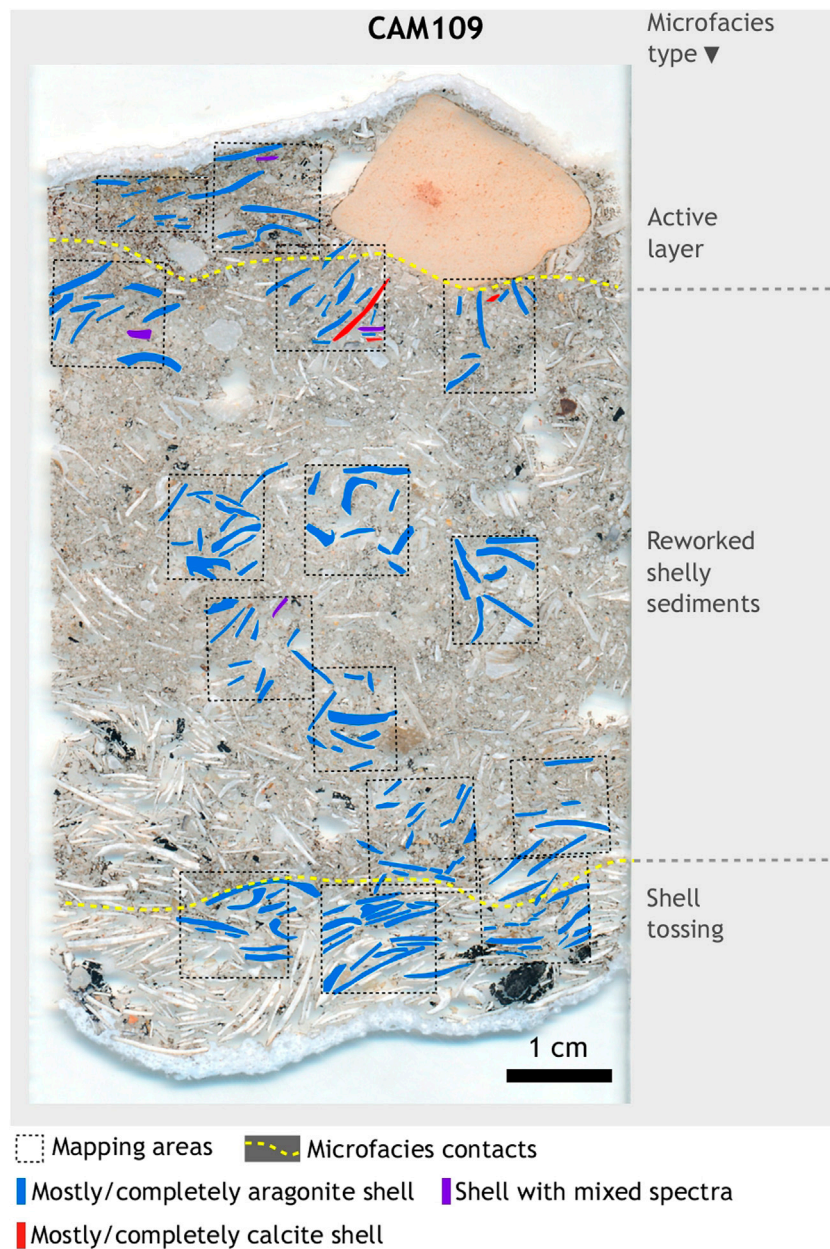 CAM109
Microfacies
type ▼
Active
layer
Reworked
shelly
sediments
Shell
tossing
1 cm
Mapping areas
Microfacies contacts
Mostly/completely aragonite shell
Shell with mixed spectra
Mostly/completely calcite shell